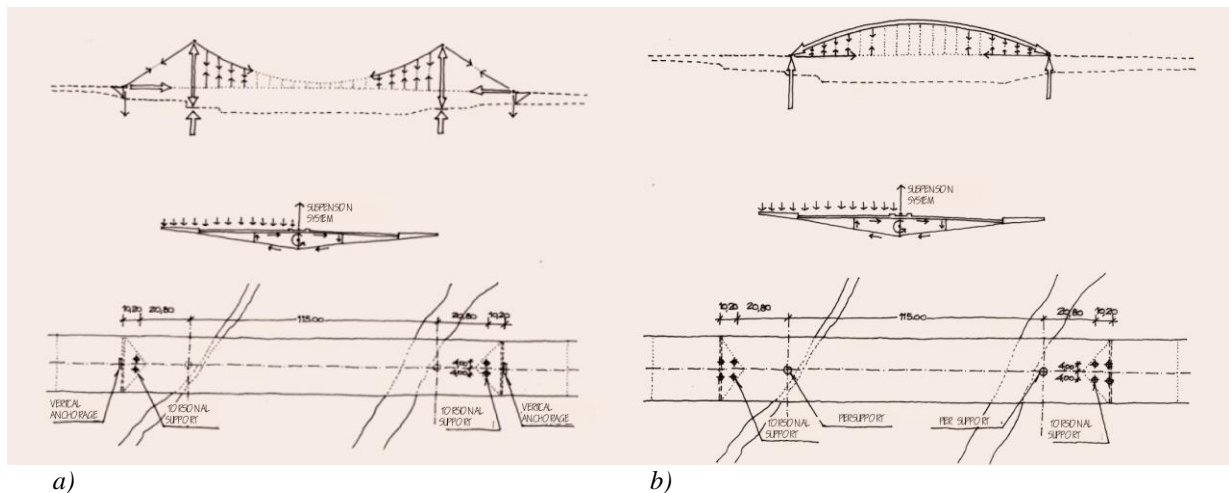 SUSPENSION
SYSTEM
10,20 20,80 115.00 20,80 10,20
4,00
4,00
VERTICAL
ANCHORAGE
TORSIONAL
SUPPORT
TORSIONAL
SUPPORT
VERTICAL
ANCHORAGE
a)
SUSPENSION
SYSTEM
10,20 20,80 115.00 20,80 10,20
4,00
4,00
TORSIONAL
SUPPORT
PIER SUPPORT
PIER SUPPORT
TORSIONAL
SUPPORT
b)